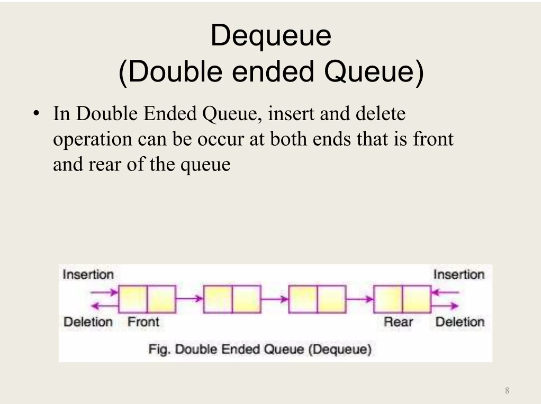 Dequeue
(Double ended Queue)
• In Double Ended Queue, insert and delete
operation can be occur at both ends that is front
and rear of the queue
Insertion
Insertion
Deletion
Front
Rear
Deletion
Fig. Double Ended Queue (Dequeue)
8